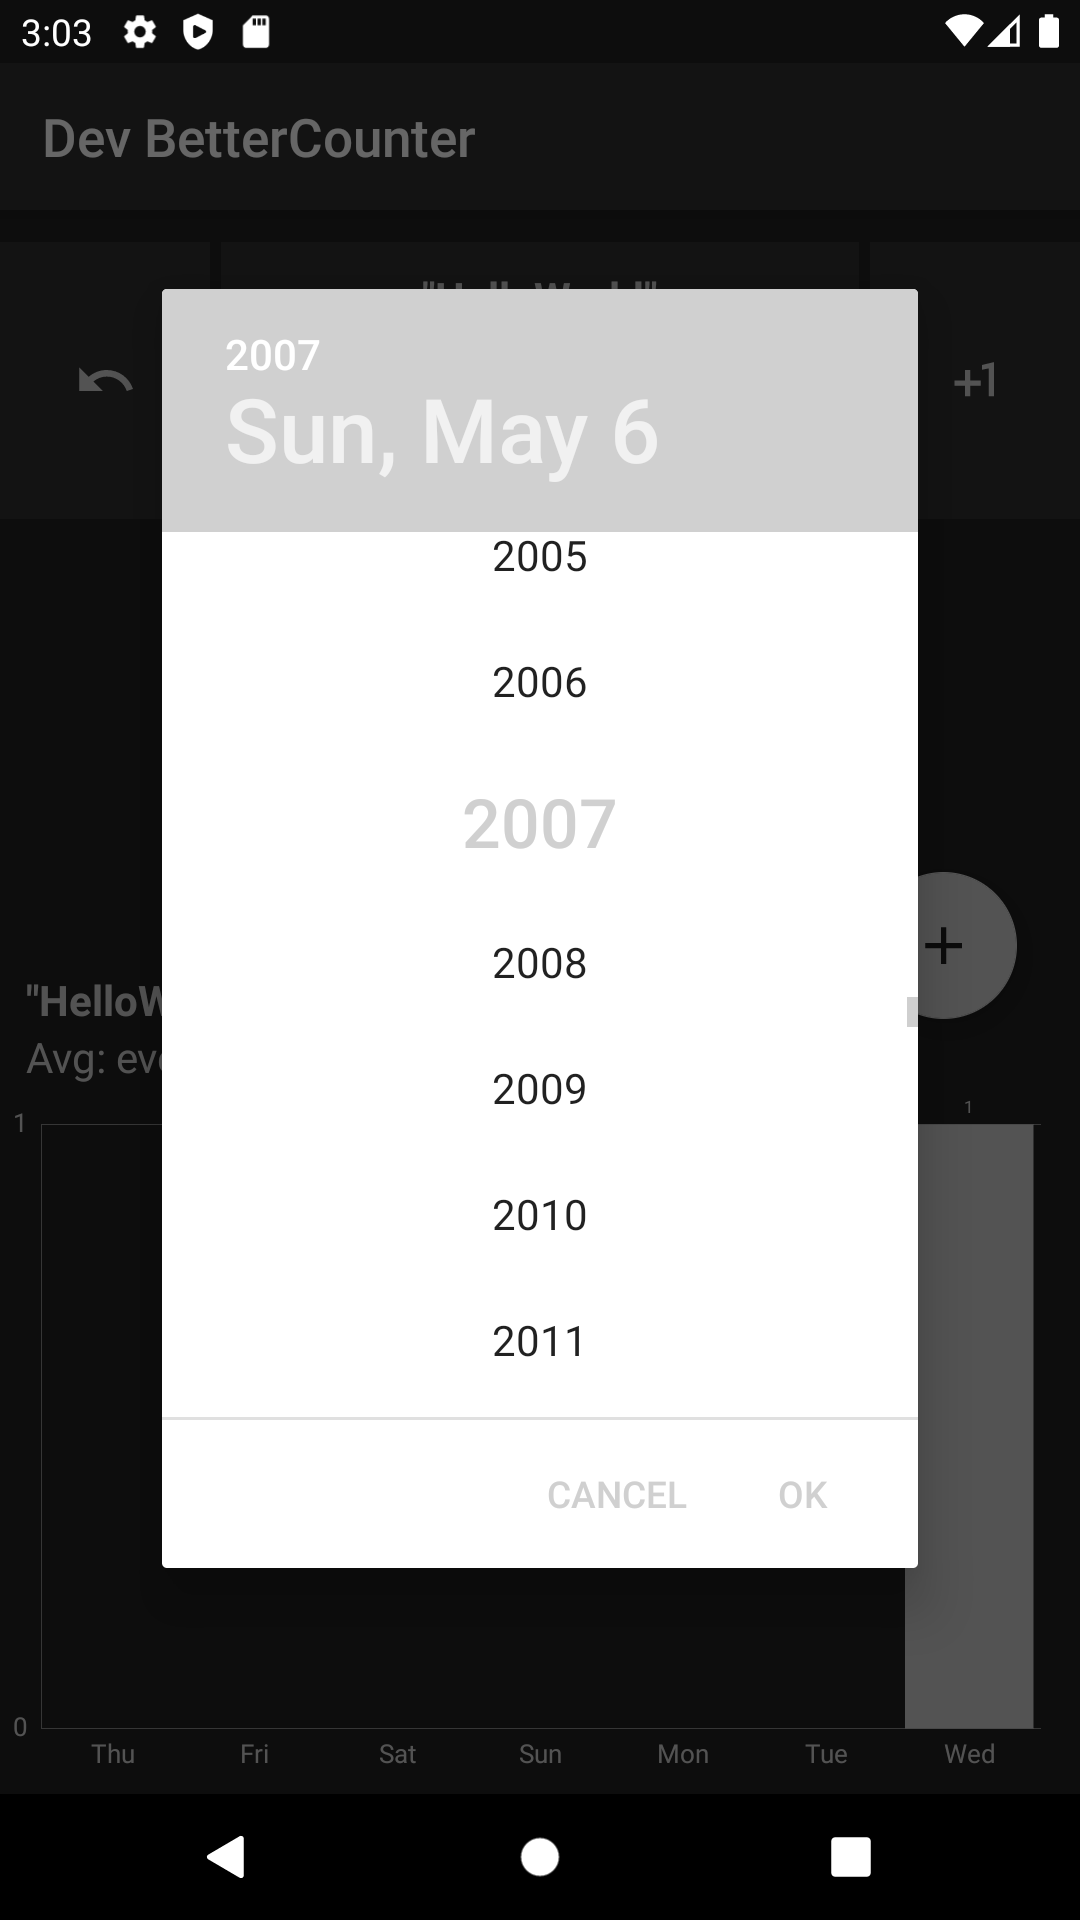 3:03
Dev BetterCounter
+1
2007
Sun, May 6
2005
2006
2007
2008
2009
2010
2011
CANCEL
OK
"HelloW
Avg: eve
1
1
0
Thu
Fri
Sat
Sun
Mon
Tue
Wed